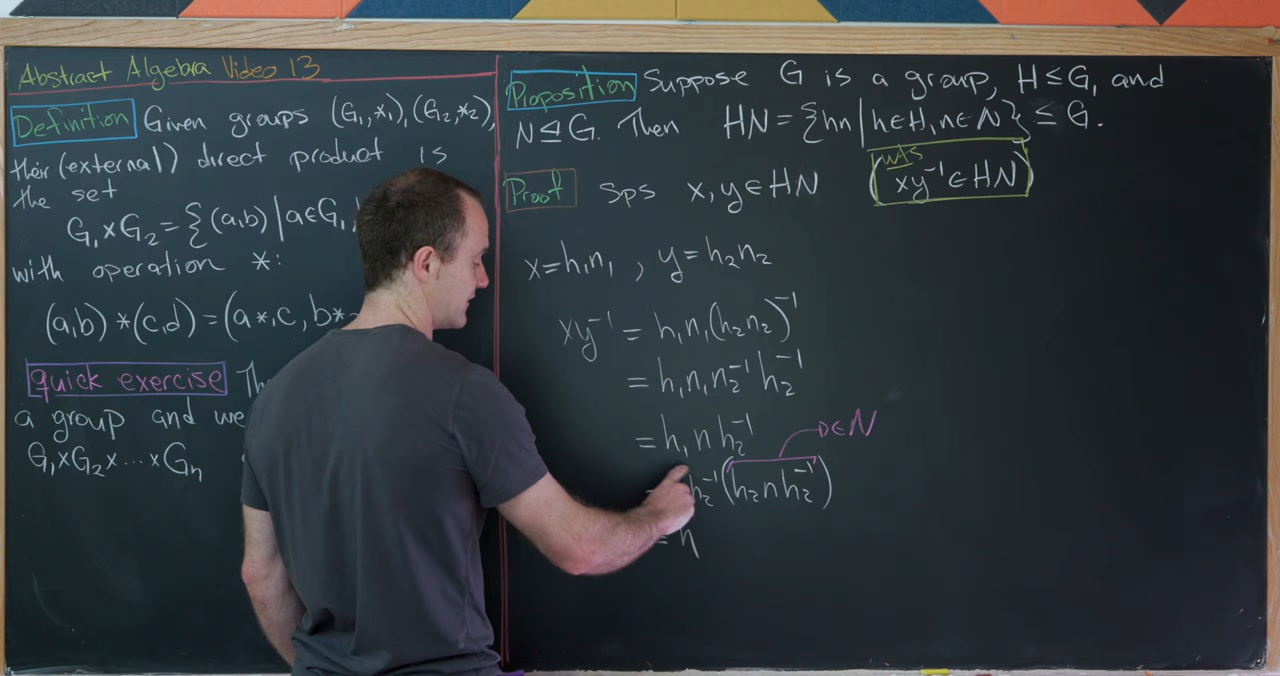 Abstract Algebra Video 13
Definition Given groups (G₁,*₁),(G₂,*₂),
their (external) direct product is
the set
G₁×G₂={(a,b)|a∈G₁,
with operation *:
(a,b)*(c,d)=(a*₁c, b*
quick exercise
a group and we
G₁×G₂×...×Gₙ
Proposition Suppose G is a group, H≤G, and
N⊴G. Then HN={hn|h∈H,n∈N}≤G.
wts
Proof Sps x,y∈HN (xy⁻¹∈HN)
x=h₁n₁, y=h₂n₂
xy⁻¹=h₁n₁(h₂n₂)⁻¹
=h₁n₁n₂⁻¹h₂⁻¹
=h₁nh₂⁻¹ ∈N
h₂⁻¹(h₂nh₂⁻¹)
=h